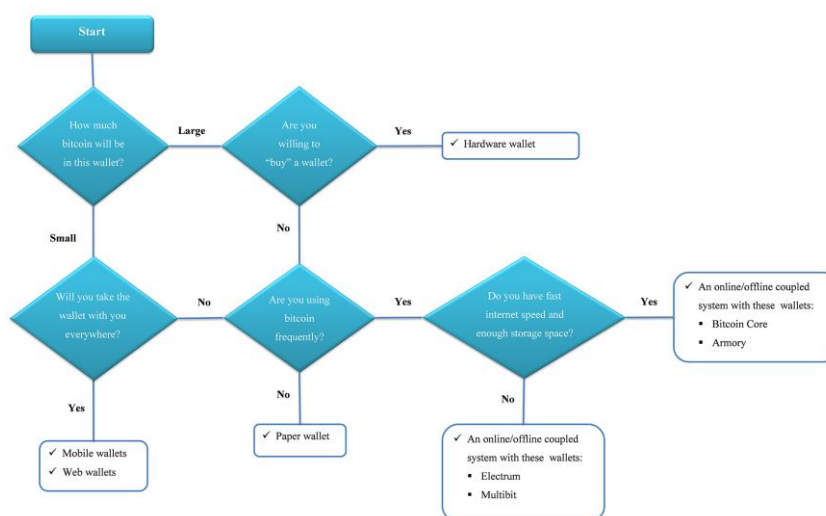 Start
How much
bitcoin will be
in this wallet?
Large
Are you
willing to
“buy” a wallet?
Yes
✓ Hardware wallet
Small
No
Will you take the
wallet with you
everywhere?
No
Are you using
bitcoin
frequently?
Yes
Do you have fast
internet speed and
enough storage space?
Yes
✓ An online/offline coupled
system with these wallets:
▪ Bitcoin Core
▪ Armory
Yes
✓ Mobile wallets
✓ Web wallets
No
✓ Paper wallet
No
✓ An online/offline coupled
system with these wallets:
▪ Electrum
▪ Multibit